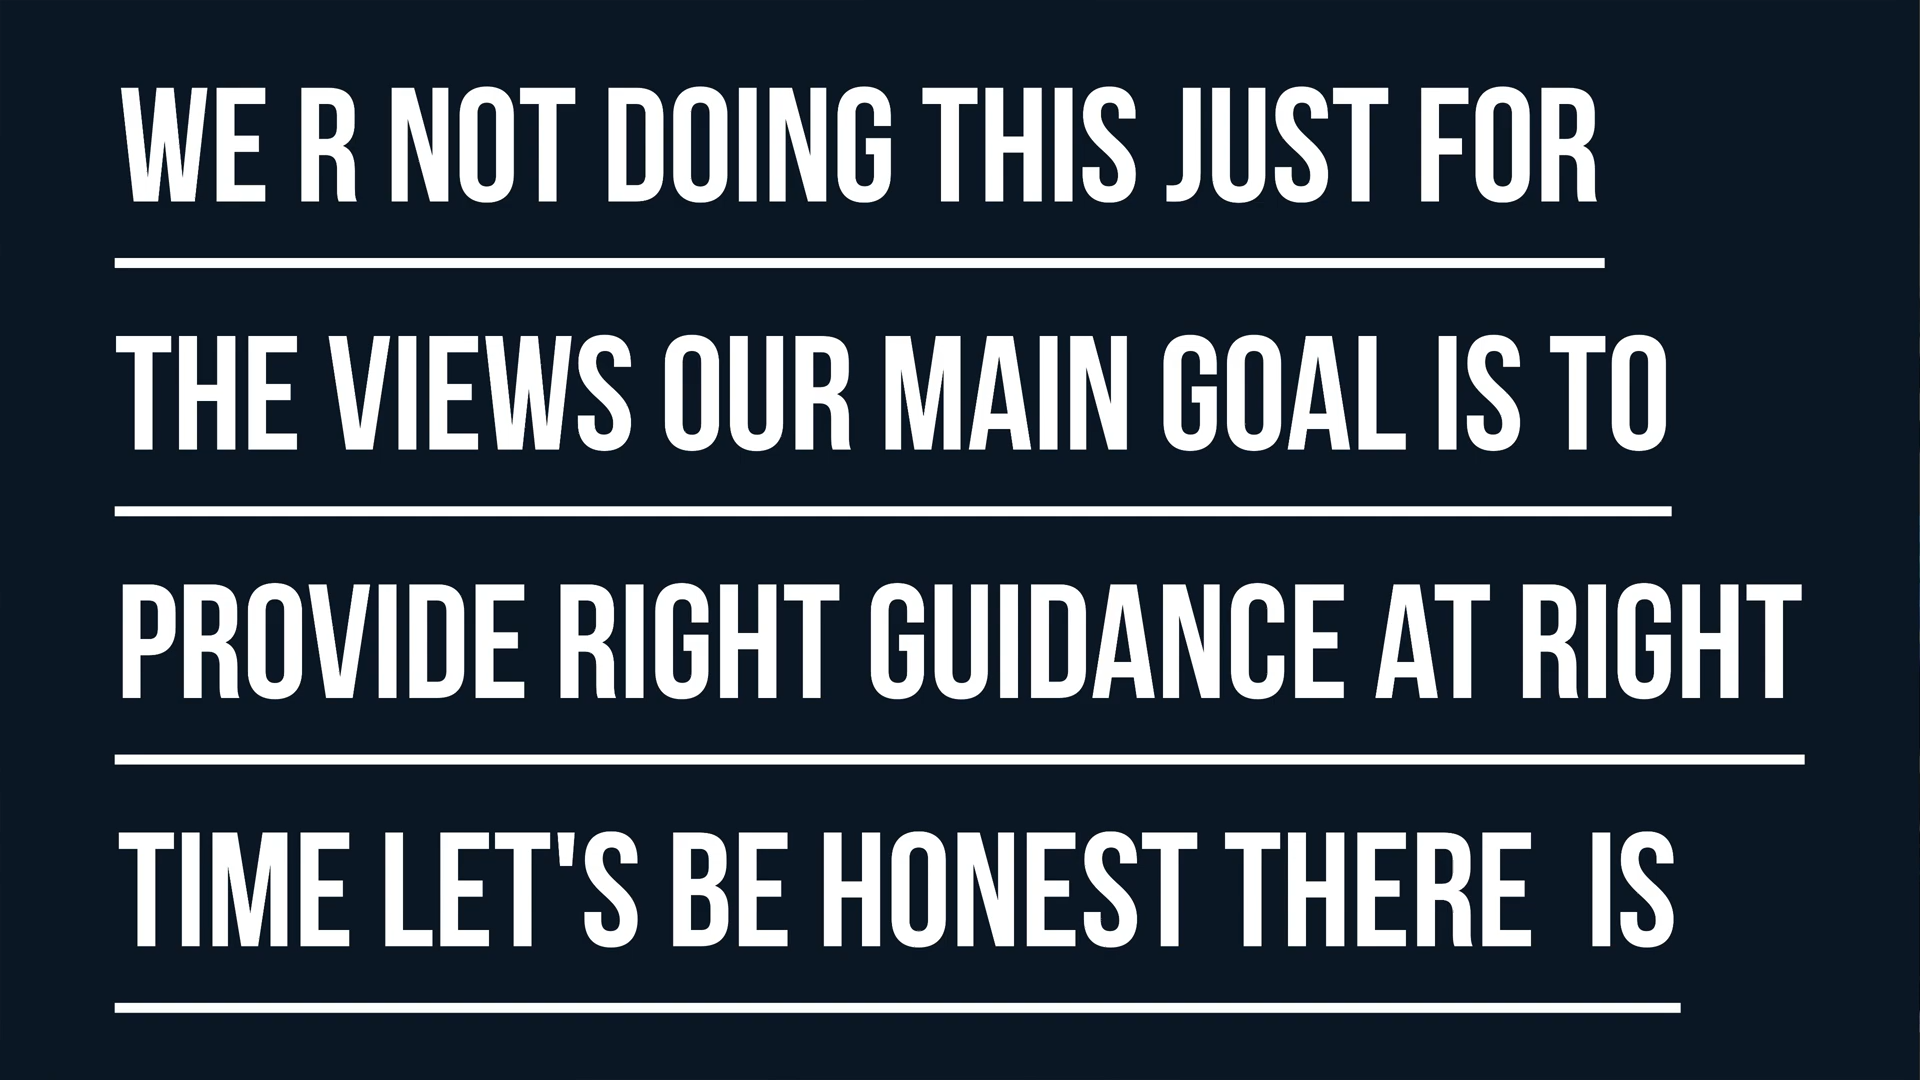 WE R NOT DOING THIS JUST FOR
THE VIEWS OUR MAIN GOAL IS TO
PROVIDE RIGHT GUIDANCE AT RIGHT
TIME LET'S BE HONEST THERE  IS